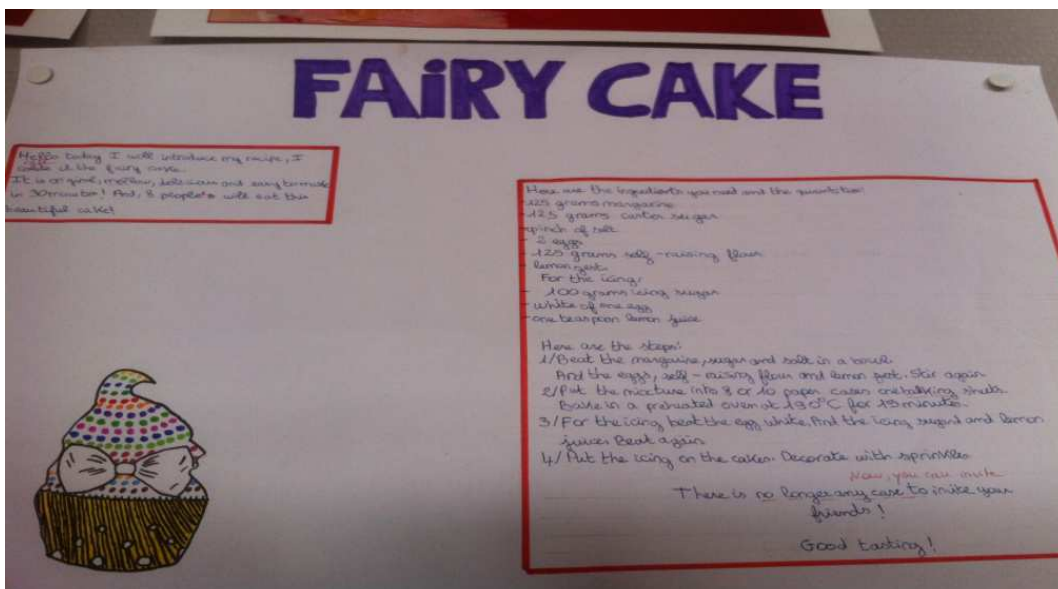 FAiRY CAKE
Hello today I will introduce my recipe, I
it the fairy cake.
It is original, mellow, delicious and easy to make
in 30 minutes! And, 8 people's will eat this
beautiful cake!
Here are the ingredients you need and the quantities:
-125 grams margarine
-125 grams caster sugar
-pinch of salt
- 2 eggs
- 125 grams self-raising flour
- lemon zest.
For the icing:
- 100 grams icing sugar
- white of one egg
- one teaspoon lemon juice
Here are the steps:
1/Beat the margarine, sugar and salt in a bowl.
And the eggs, self-raising flour and lemon. Stir again
2/Put the mixture into 8 or 10 paper cases
Bake in a preheated oven at 190°C for 15 minutes.
3/For the icing beat the egg white. And the icing sugard and lemon
juice. Beat again
4/Put the icing on the cakes. Decorate with sprinkles
Now, you can invite
There is no longer any case to invite your
friends!
Good tasting!